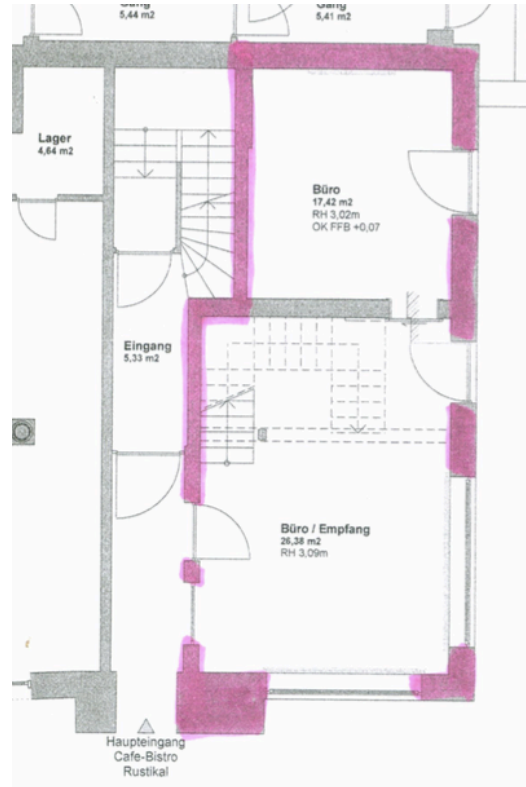 Gang
5,44 m2
Gang
5,41 m2
Lager
4,64 m2
Büro
17,42 m2
RH 3,02m
OK FFB +0,07
Eingang
5,33 m2
Büro / Empfang
26,38 m2
RH 3,09m
Haupteingang
Cafe-Bistro
Rustikal